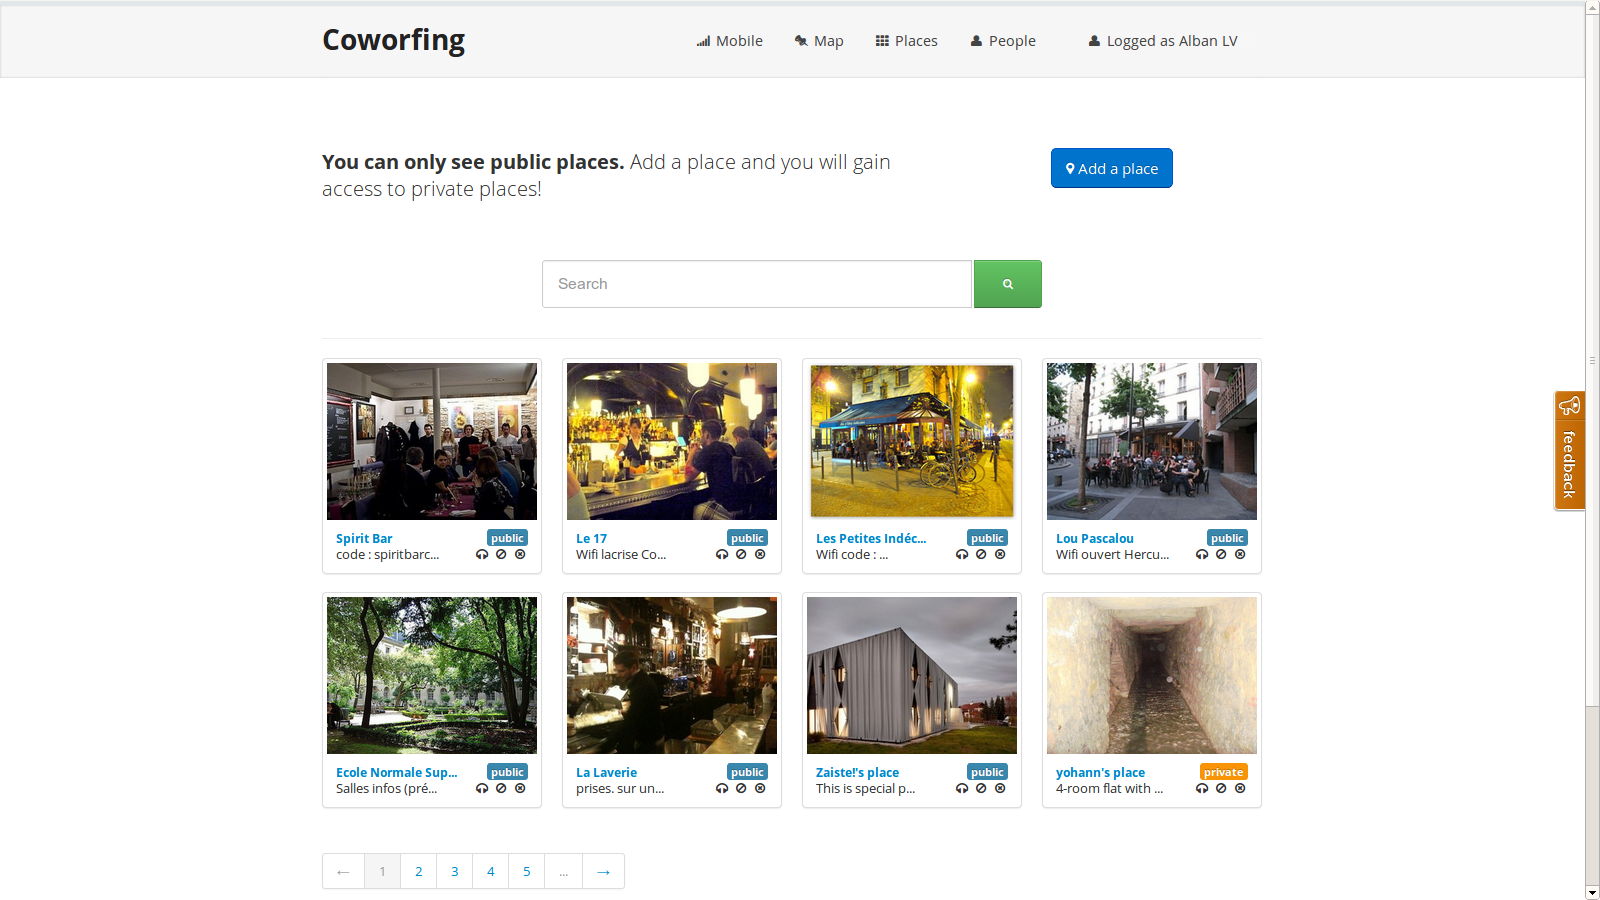 Coworfing
Mobile
Map
Places
People
Logged as Alban LV
You can only see public places. Add a place and you will gain
access to private places!
Add a place
Search
feedback
Spirit Bar public
code : spiritbarc...
Le 17 public
Wifi lacrise Co...
Les Petites Indéc... public
Wifi code : ...
Lou Pascalou public
Wifi ouvert Hercu...
Ecole Normale Sup... public
Salles infos (pré...
La Laverie public
prises. sur un...
Zaiste!'s place public
This is special p...
yohann's place private
4-room flat with ...
← 1 2 3 4 5 ... →